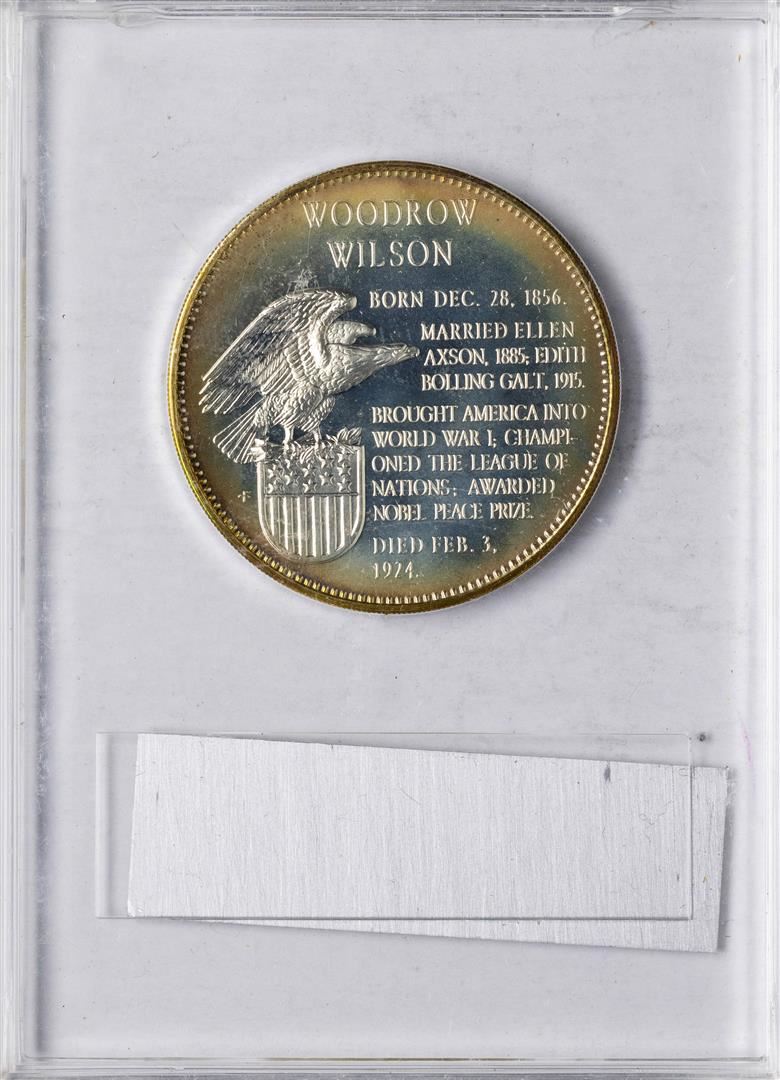 WOODROW
WILSON
BORN DEC. 28, 1856.
MARRIED ELLEN
AXSON, 1885; EDITH
BOLLING GALT, 1915.
BROUGHT AMERICA INTO
WORLD WAR I; CHAMPI-
ONED THE LEAGUE OF
NATIONS; AWARDED
NOBEL PEACE PRIZE.
DIED FEB. 3,
1924.